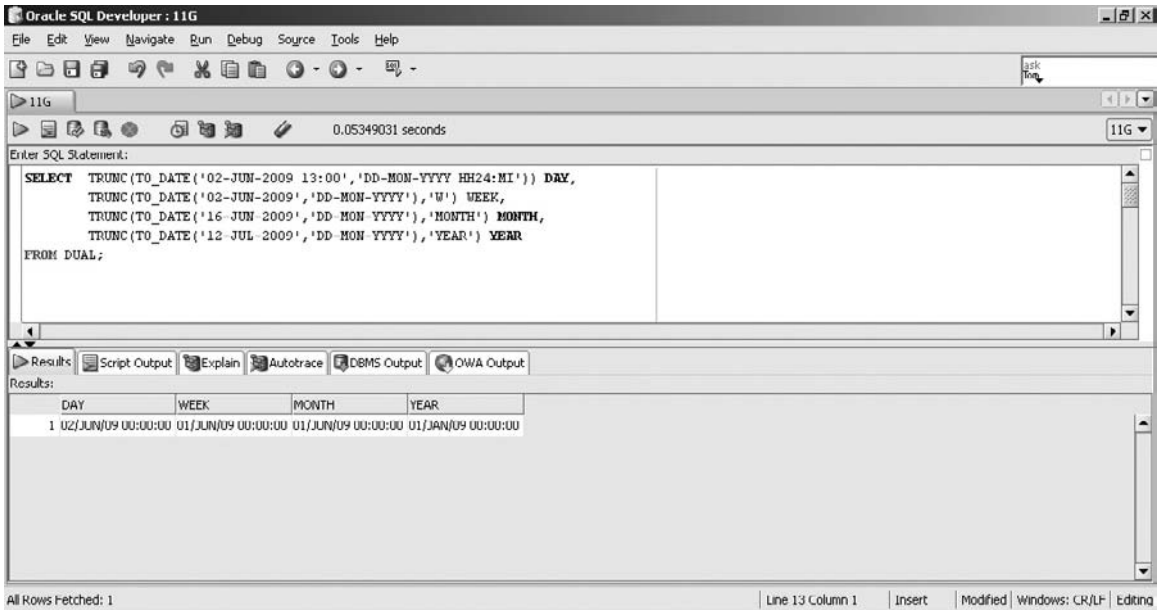 Oracle SQL Developer : 11G
File Edit View Navigate Run Debug Source Tools Help
ask
Tom
11G
0.05349031 seconds
11G
Enter SQL Statement:
SELECT TRUNC(TO_DATE('02-JUN-2009 13:00','DD-MON-YYYY HH24:MI')) DAY,
TRUNC(TO_DATE('02-JUN-2009','DD-MON-YYYY'),'W') WEEK,
TRUNC(TO_DATE('16-JUN-2009','DD-MON-YYYY'),'MONTH') MONTH,
TRUNC(TO_DATE('12-JUL-2009','DD-MON-YYYY'),'YEAR') YEAR
FROM DUAL;
Results Script Output Explain Autotrace DBMS Output OWA Output
Results:
DAY WEEK MONTH YEAR
1 02/JUN/09 00:00:00 01/JUN/09 00:00:00 01/JUN/09 00:00:00 01/JAN/09 00:00:00
All Rows Fetched: 1 Line 13 Column 1 Insert Modified Windows: CR/LF Editing